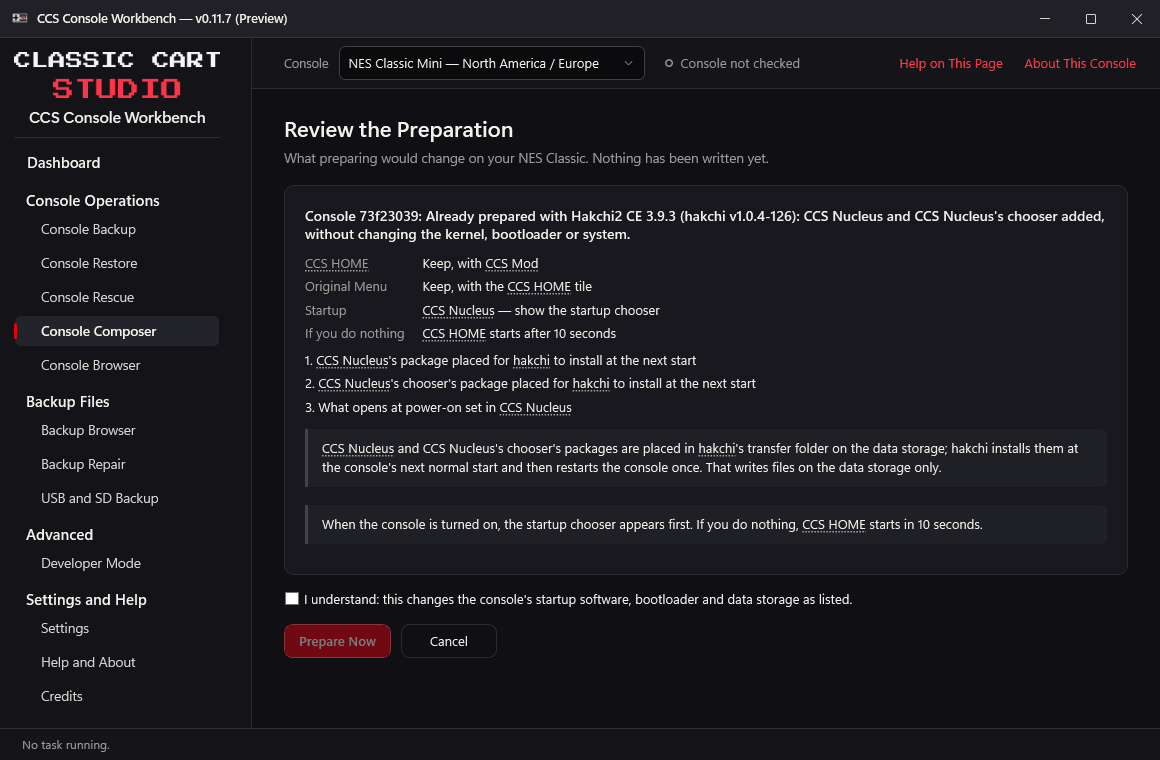 CCS Console Workbench — v0.11.7 (Preview)
CLASSIC CART
STUDIO
CCS Console Workbench
Dashboard
Console Operations
Console Backup
Console Restore
Console Rescue
Console Composer
Console Browser
Backup Files
Backup Browser
Backup Repair
USB and SD Backup
Advanced
Developer Mode
Settings and Help
Settings
Help and About
Credits
Console
NES Classic Mini — North America / Europe
Console not checked
Help on This Page
About This Console
Review the Preparation
What preparing would change on your NES Classic. Nothing has been written yet.
Console 73f23039: Already prepared with Hakchi2 CE 3.9.3 (hakchi v1.0.4-126): CCS Nucleus and CCS Nucleus's chooser added,
without changing the kernel, bootloader or system.
CCS HOME Keep, with CCS Mod
Original Menu Keep, with the CCS HOME tile
Startup CCS Nucleus — show the startup chooser
If you do nothing CCS HOME starts after 10 seconds
1. CCS Nucleus's package placed for hakchi to install at the next start
2. CCS Nucleus's chooser's package placed for hakchi to install at the next start
3. What opens at power-on set in CCS Nucleus
CCS Nucleus and CCS Nucleus's chooser's packages are placed in hakchi's transfer folder on the data storage; hakchi installs them at
the console's next normal start and then restarts the console once. That writes files on the data storage only.
When the console is turned on, the startup chooser appears first. If you do nothing, CCS HOME starts in 10 seconds.
I understand: this changes the console's startup software, bootloader and data storage as listed.
Prepare Now
Cancel
No task running.